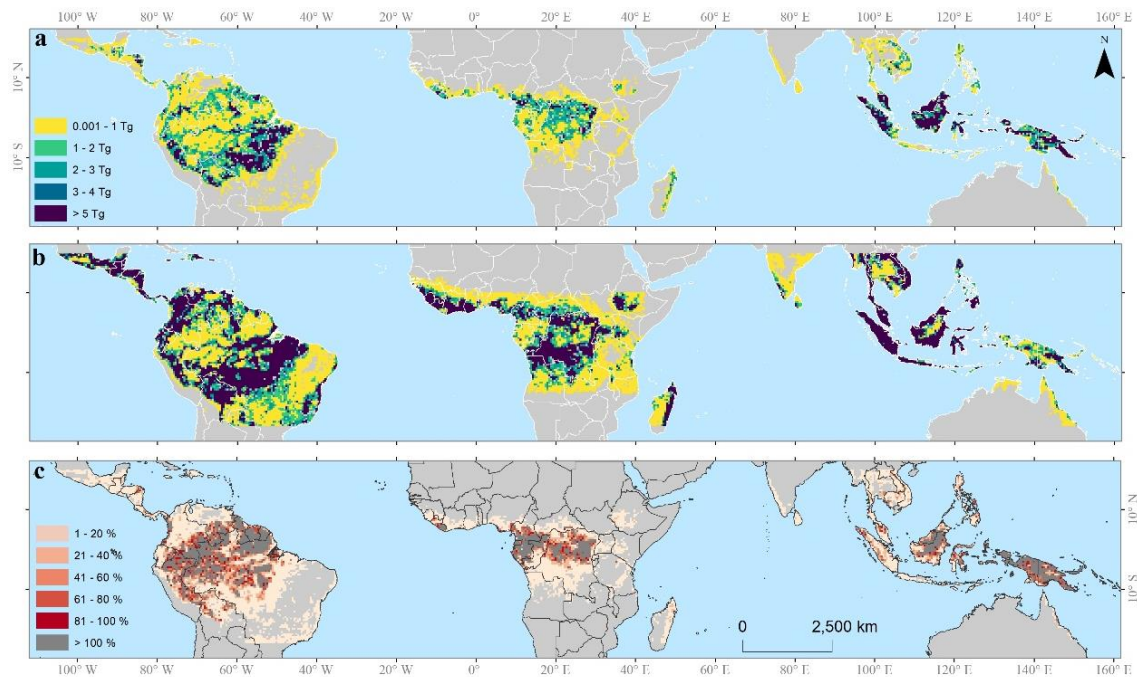 100° W 80° W 60° W 40° W 20° W 0° 20° E 40° E 60° E 80° E 100° E 120° E 140° E 160° E
a
N
10° N
10° N
10° S
10° S
0.001 - 1 Tg
1 - 2 Tg
2 - 3 Tg
3 - 4 Tg
> 5 Tg
b
c
10° N
10° S
1 - 20 %
21 - 40 %
41 - 60 %
61 - 80 %
81 - 100 %
> 100 %
0 2,500 km
100° W 80° W 60° W 40° W 20° W 0° 20° E 40° E 60° E 80° E 100° E 120° E 140° E 160° E